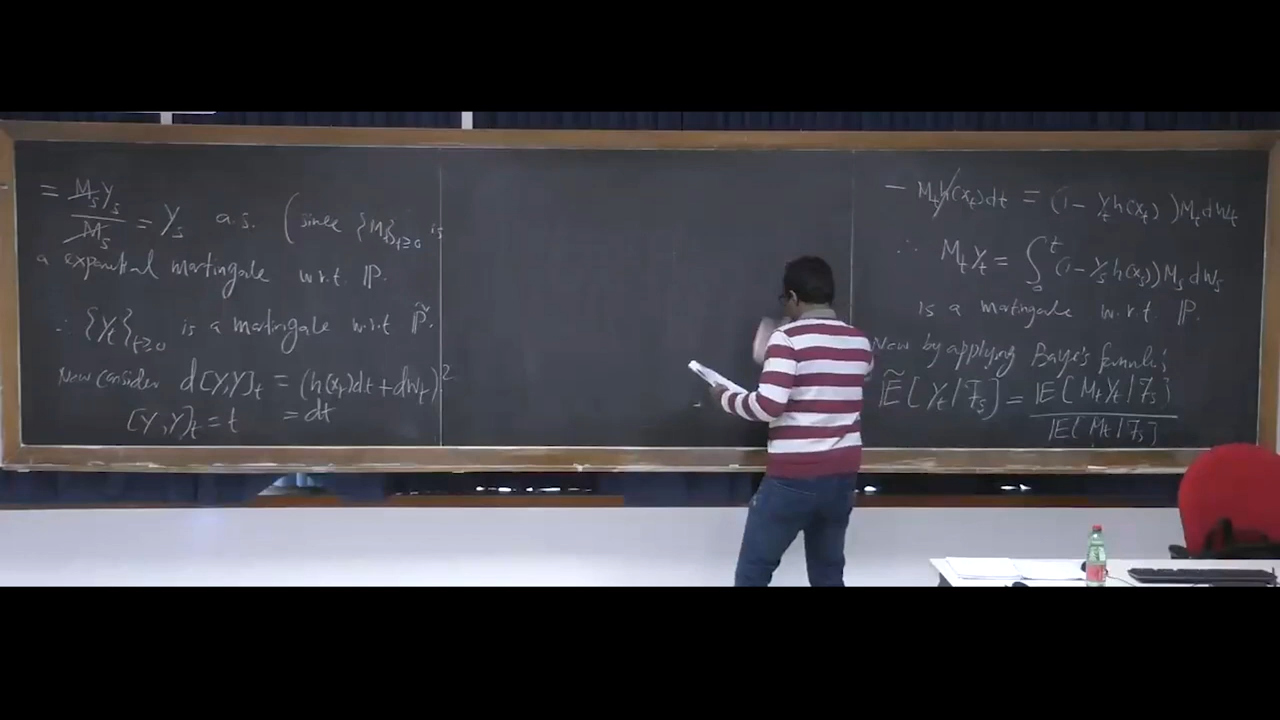 = M_s Y_s / M_s = Y_s a.s. (since {M_t}_{t≥0} is
a expontial martingale w.r.t. ℙ.
∴ {Y_t}_{t≥0} is a martingale w.r.t ℙ̃.
Now consider d[Y,Y]_t = (h(x_t)dt + dW_t)²
[Y,Y]_t = t = dt
− M_t h(x_t)dt = (1 − Y_t h(x_t))M_t dW_t
∴ M_t Y_t = ∫_0^t (1 − Y_s h(x_s))M_s dW_s
is a martingale w.r.t. ℙ.
Now by applying Baye's formula;
𝔼̃[Y_t | ℱ_s] = 𝔼[M_t Y_t | ℱ_s] / 𝔼[M_t | ℱ_s]